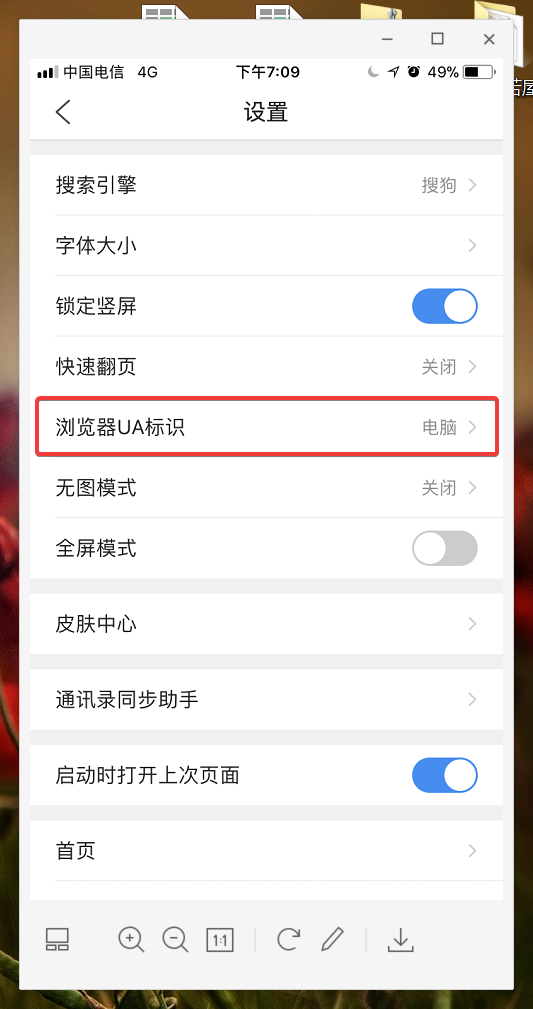 中国电信 4G 下午7:09 49%
设置
搜索引擎 搜狗
字体大小
锁定竖屏
快速翻页 关闭
浏览器UA标识 电脑
无图模式 关闭
全屏模式
皮肤中心
通讯录同步助手
启动时打开上次页面
首页
1:1